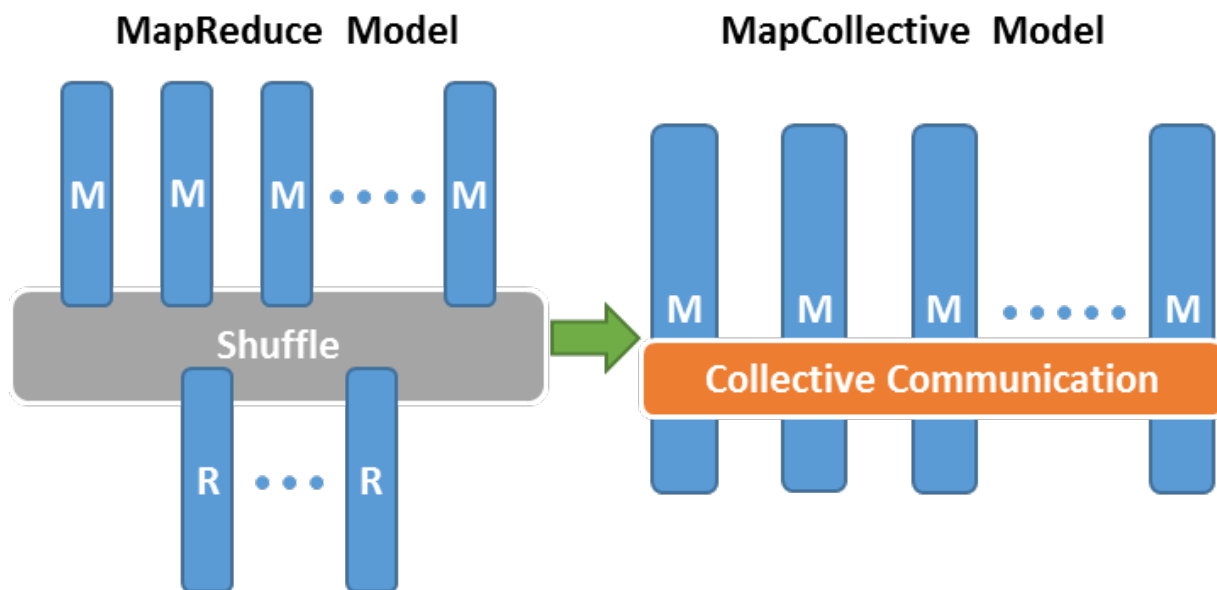 MapReduce Model
MapCollective Model
M M M M
Shuffle
R R
M M M M
Collective Communication